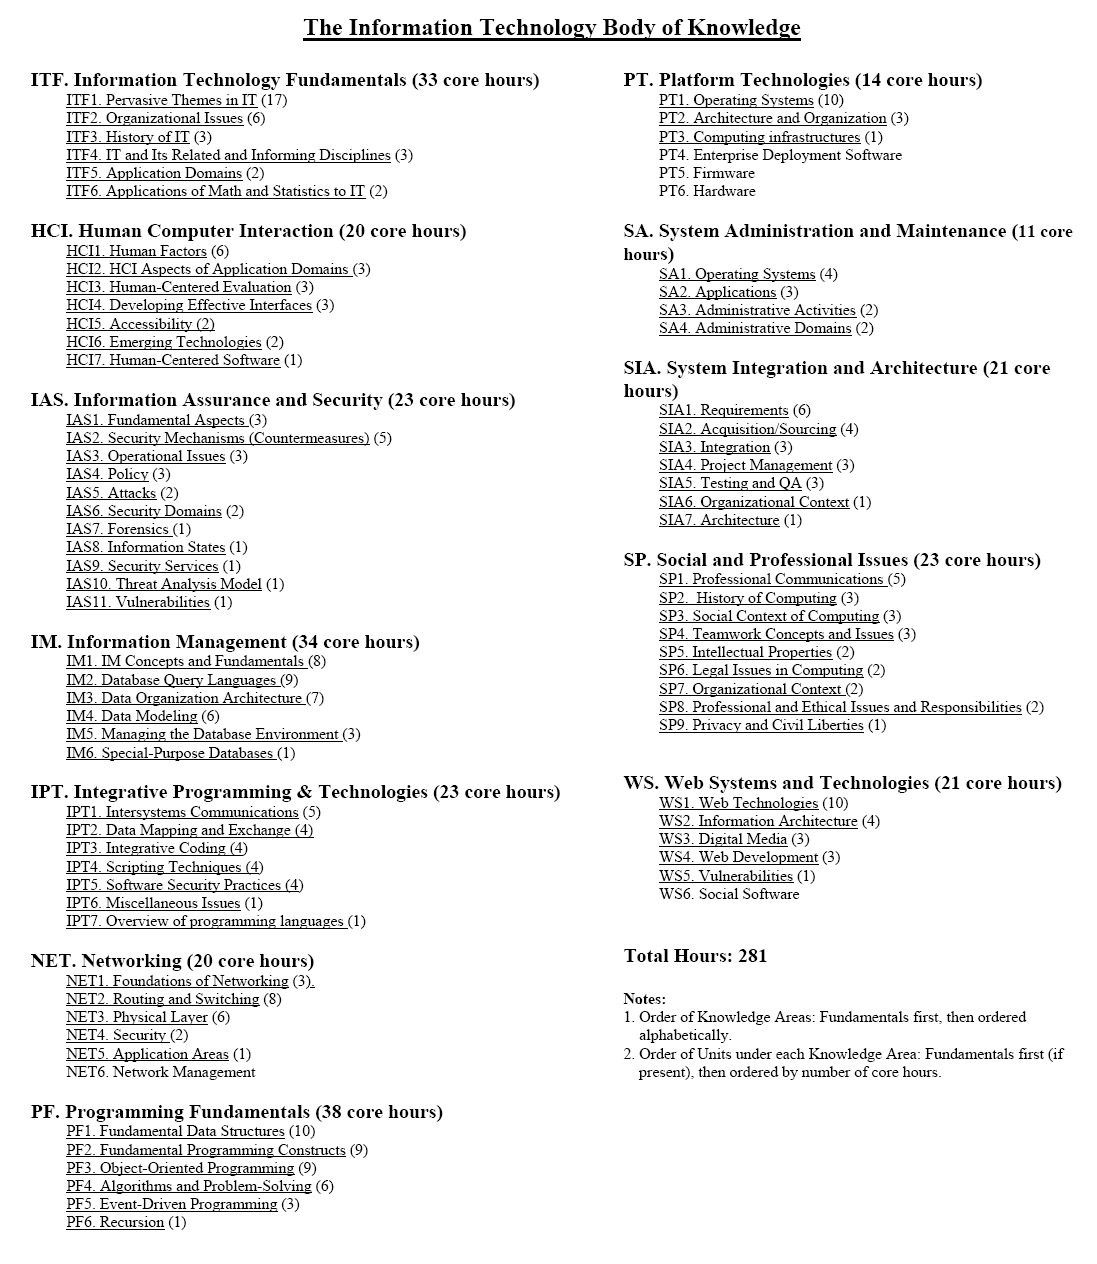 The Information Technology Body of Knowledge
ITF. Information Technology Fundamentals (33 core hours)
ITF1. Pervasive Themes in IT (17)
ITF2. Organizational Issues (6)
ITF3. History of IT (3)
ITF4. IT and Its Related and Informing Disciplines (3)
ITF5. Application Domains (2)
ITF6. Applications of Math and Statistics to IT (2)
HCI. Human Computer Interaction (20 core hours)
HCI1. Human Factors (6)
HCI2. HCI Aspects of Application Domains (3)
HCI3. Human-Centered Evaluation (3)
HCI4. Developing Effective Interfaces (3)
HCI5. Accessibility (2)
HCI6. Emerging Technologies (2)
HCI7. Human-Centered Software (1)
IAS. Information Assurance and Security (23 core hours)
IAS1. Fundamental Aspects (3)
IAS2. Security Mechanisms (Countermeasures) (5)
IAS3. Operational Issues (3)
IAS4. Policy (3)
IAS5. Attacks (2)
IAS6. Security Domains (2)
IAS7. Forensics (1)
IAS8. Information States (1)
IAS9. Security Services (1)
IAS10. Threat Analysis Model (1)
IAS11. Vulnerabilities (1)
IM. Information Management (34 core hours)
IM1. IM Concepts and Fundamentals (8)
IM2. Database Query Languages (9)
IM3. Data Organization Architecture (7)
IM4. Data Modeling (6)
IM5. Managing the Database Environment (3)
IM6. Special-Purpose Databases (1)
IPT. Integrative Programming & Technologies (23 core hours)
IPT1. Intersystems Communications (5)
IPT2. Data Mapping and Exchange (4)
IPT3. Integrative Coding (4)
IPT4. Scripting Techniques (4)
IPT5. Software Security Practices (4)
IPT6. Miscellaneous Issues (1)
IPT7. Overview of programming languages (1)
NET. Networking (20 core hours)
NET1. Foundations of Networking (3).
NET2. Routing and Switching (8)
NET3. Physical Layer (6)
NET4. Security (2)
NET5. Application Areas (1)
NET6. Network Management
PF. Programming Fundamentals (38 core hours)
PF1. Fundamental Data Structures (10)
PF2. Fundamental Programming Constructs (9)
PF3. Object-Oriented Programming (9)
PF4. Algorithms and Problem-Solving (6)
PF5. Event-Driven Programming (3)
PF6. Recursion (1)
PT. Platform Technologies (14 core hours)
PT1. Operating Systems (10)
PT2. Architecture and Organization (3)
PT3. Computing infrastructures (1)
PT4. Enterprise Deployment Software
PT5. Firmware
PT6. Hardware
SA. System Administration and Maintenance (11 core
hours)
SA1. Operating Systems (4)
SA2. Applications (3)
SA3. Administrative Activities (2)
SA4. Administrative Domains (2)
SIA. System Integration and Architecture (21 core
hours)
SIA1. Requirements (6)
SIA2. Acquisition/Sourcing (4)
SIA3. Integration (3)
SIA4. Project Management (3)
SIA5. Testing and QA (3)
SIA6. Organizational Context (1)
SIA7. Architecture (1)
SP. Social and Professional Issues (23 core hours)
SP1. Professional Communications (5)
SP2. History of Computing (3)
SP3. Social Context of Computing (3)
SP4. Teamwork Concepts and Issues (3)
SP5. Intellectual Properties (2)
SP6. Legal Issues in Computing (2)
SP7. Organizational Context (2)
SP8. Professional and Ethical Issues and Responsibilities (2)
SP9. Privacy and Civil Liberties (1)
WS. Web Systems and Technologies (21 core hours)
WS1. Web Technologies (10)
WS2. Information Architecture (4)
WS3. Digital Media (3)
WS4. Web Development (3)
WS5. Vulnerabilities (1)
WS6. Social Software
Total Hours: 281
Notes:
1. Order of Knowledge Areas: Fundamentals first, then ordered
alphabetically.
2. Order of Units under each Knowledge Area: Fundamentals first (if
present), then ordered by number of core hours.